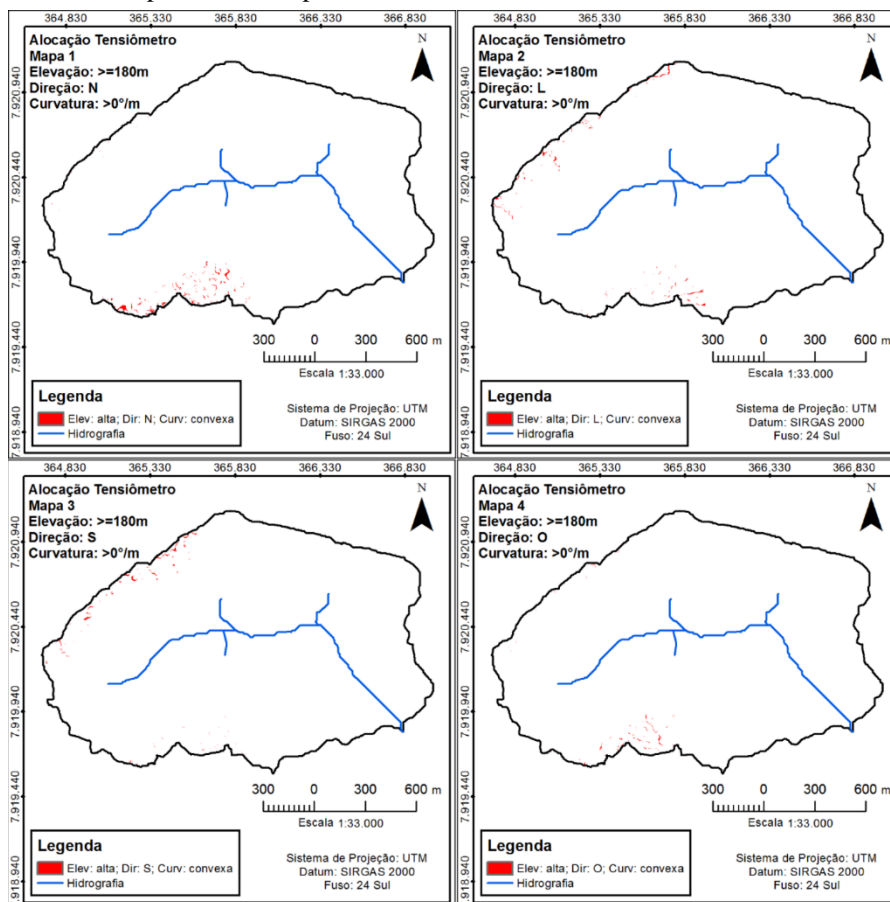 364.830 365.330 365.830 366.330 366.830
Alocação Tensiômetro
Mapa 1
Elevação: >=180m
Direção: N
Curvatura: >0°/m
N
7.920.940
7.920.440
7.919.940
7.919.440
7.918.940
300 0 300 600 m
Escala 1:33.000
Legenda
Elev: alta; Dir: N; Curv: convexa
Hidrografia
Sistema de Projeção: UTM
Datum: SIRGAS 2000
Fuso: 24 Sul
364.830 365.330 365.830 366.330 366.830
Alocação Tensiômetro
Mapa 2
Elevação: >=180m
Direção: L
Curvatura: >0°/m
N
7.920.940
7.920.440
7.919.940
7.919.440
7.918.940
300 0 300 600 m
Escala 1:33.000
Legenda
Elev: alta; Dir: L; Curv: convexa
Hidrografia
Sistema de Projeção: UTM
Datum: SIRGAS 2000
Fuso: 24 Sul
364.830 365.330 365.830 366.330 366.830
Alocação Tensiômetro
Mapa 3
Elevação: >=180m
Direção: S
Curvatura: >0°/m
N
7.920.940
7.920.440
7.919.940
7.919.440
7.918.940
300 0 300 600 m
Escala 1:33.000
Legenda
Elev: alta; Dir: S; Curv: convexa
Hidrografia
Sistema de Projeção: UTM
Datum: SIRGAS 2000
Fuso: 24 Sul
364.830 365.330 365.830 366.330 366.830
Alocação Tensiômetro
Mapa 4
Elevação: >=180m
Direção: O
Curvatura: >0°/m
N
7.920.940
7.920.440
7.919.940
7.919.440
7.918.940
300 0 300 600 m
Escala 1:33.000
Legenda
Elev: alta; Dir: O; Curv: convexa
Hidrografia
Sistema de Projeção: UTM
Datum: SIRGAS 2000
Fuso: 24 Sul